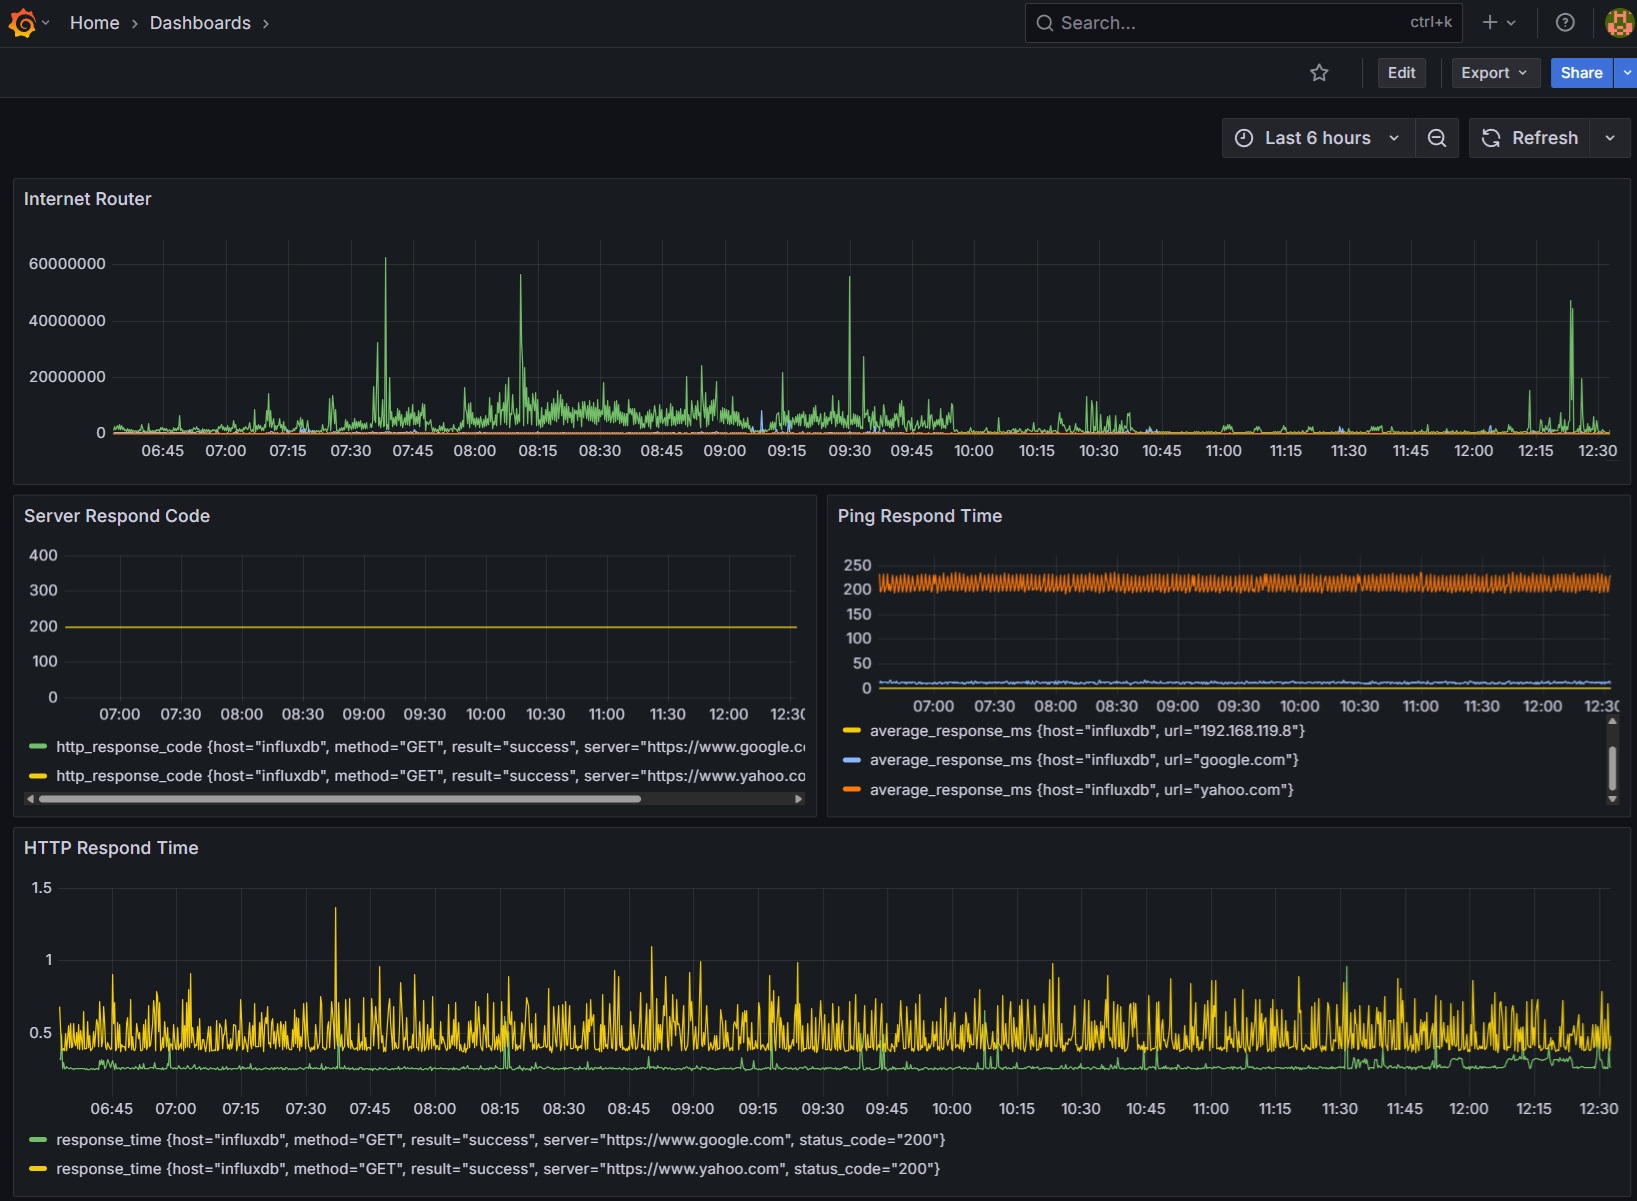 Home › Dashboards ›
Search... ctrl+k
Edit Export Share
Last 6 hours Refresh
Internet Router
60000000
40000000
20000000
0
06:45 07:00 07:15 07:30 07:45 08:00 08:15 08:30 08:45 09:00 09:15 09:30 09:45 10:00 10:15 10:30 10:45 11:00 11:15 11:30 11:45 12:00 12:15 12:30
Server Respond Code
400
300
200
100
0
07:00 07:30 08:00 08:30 09:00 09:30 10:00 10:30 11:00 11:30 12:00 12:30
http_response_code {host="influxdb", method="GET", result="success", server="https://www.google.c
http_response_code {host="influxdb", method="GET", result="success", server="https://www.yahoo.co
Ping Respond Time
250
200
150
100
50
0
07:00 07:30 08:00 08:30 09:00 09:30 10:00 10:30 11:00 11:30 12:00 12:30
average_response_ms {host="influxdb", url="192.168.119.8"}
average_response_ms {host="influxdb", url="google.com"}
average_response_ms {host="influxdb", url="yahoo.com"}
HTTP Respond Time
1.5
1
0.5
06:45 07:00 07:15 07:30 07:45 08:00 08:15 08:30 08:45 09:00 09:15 09:30 09:45 10:00 10:15 10:30 10:45 11:00 11:15 11:30 11:45 12:00 12:15 12:30
response_time {host="influxdb", method="GET", result="success", server="https://www.google.com", status_code="200"}
response_time {host="influxdb", method="GET", result="success", server="https://www.yahoo.com", status_code="200"}